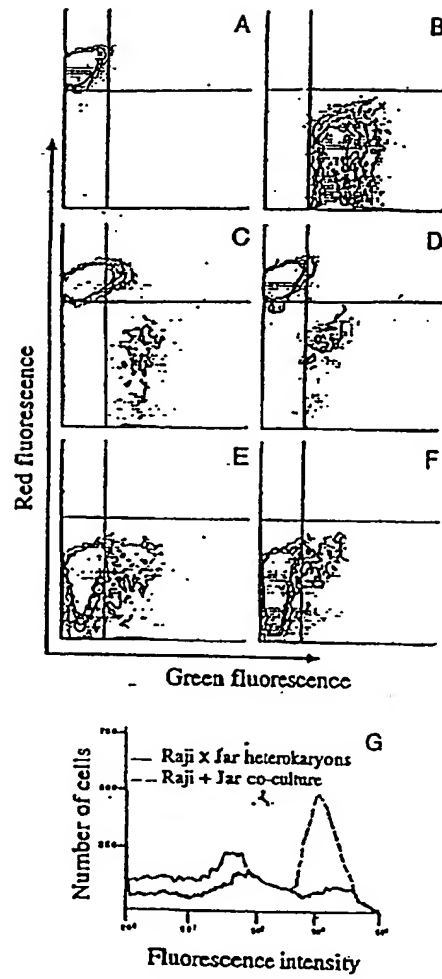 A
B
C
D
E
F
Red fluorescence
Green fluorescence
G
Raji x Jar heterokaryons
Raji + Jar co-culture
Number of cells
Fluorescence intensity